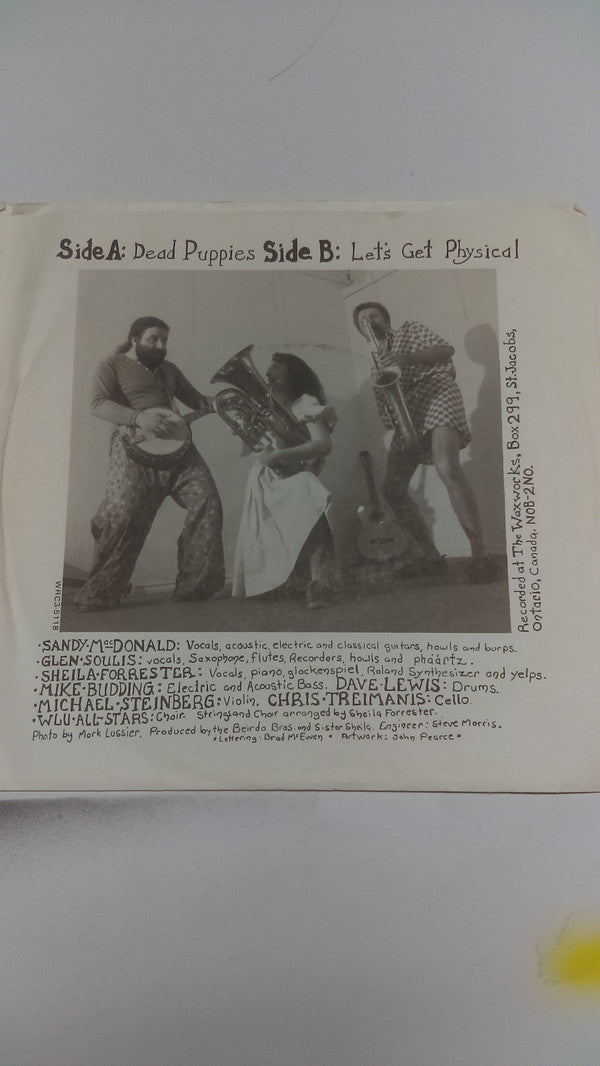 Side A: Dead Puppies Side B: Let's Get Physical
Recorded at The Waxworks, Box 299, St. Jacobs,
Ontario, Canada. N0B-2N0.
WRC3-5118
·SANDY·MacDONALD: Vocals, acoustic, electric and classical guitars, howls and burps.
·GLEN·SOULIS: vocals, Saxophone, flutes, Recorders, howls and phäärtz.
·SHEILA·FORRESTER: Vocals, piano, glockenspiel, Roland Synthesizer and yelps.
·MIKE·BUDDING: Electric and Acoustic Bass. DAVE·LEWIS: Drums.
·MICHAEL·STEINBERG: Violin, CHRIS·TREIMANIS: Cello.
·WLU·ALL-STARS: Choir. Strings and Choir arranged by Sheila Forrester.
Photo by Mark Lussier. Produced by the Beirdo Bros. and Sister Sheila. Engineer: Steve Morris.
•Lettering: Brad McEwen • Artwork: John Pearce•